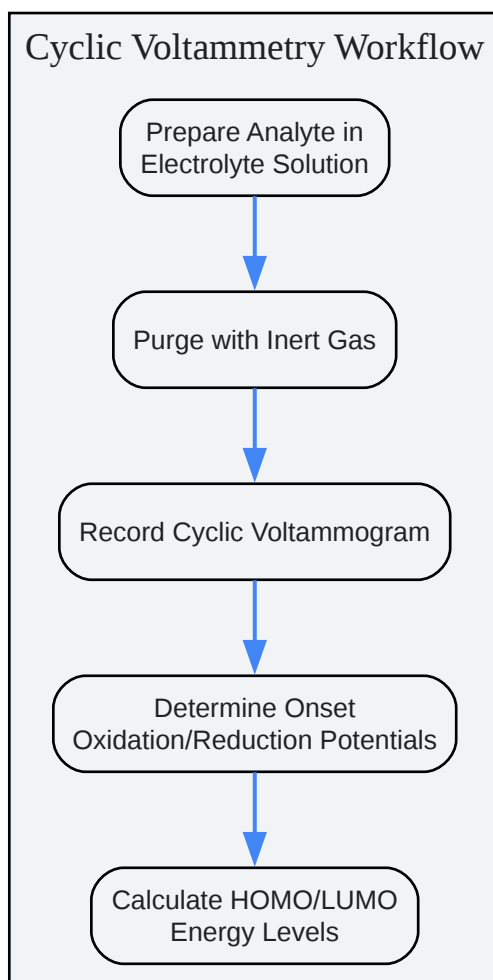 Cyclic Voltammetry Workflow
Prepare Analyte in
Electrolyte Solution
Purge with Inert Gas
Record Cyclic Voltammogram
Determine Onset
Oxidation/Reduction Potentials
Calculate HOMO/LUMO
Energy Levels